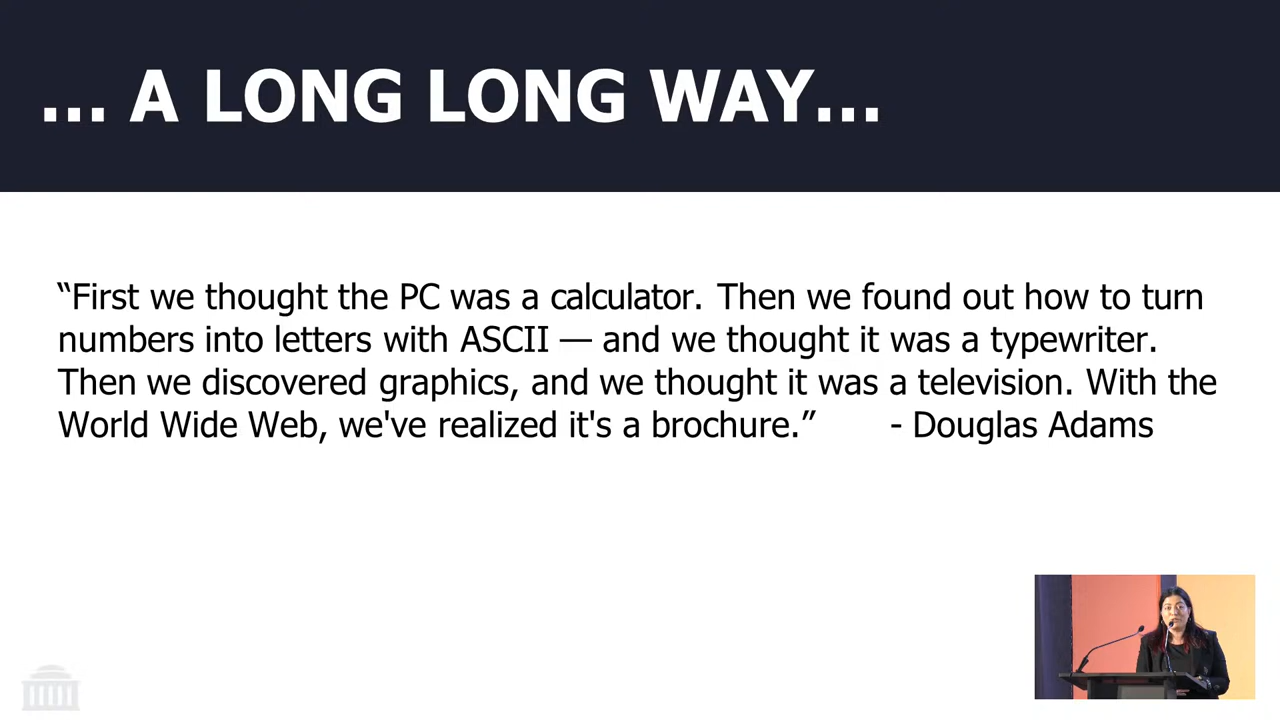 ... A LONG LONG WAY...
“First we thought the PC was a calculator. Then we found out how to turn
numbers into letters with ASCII — and we thought it was a typewriter.
Then we discovered graphics, and we thought it was a television. With the
World Wide Web, we've realized it's a brochure.” - Douglas Adams